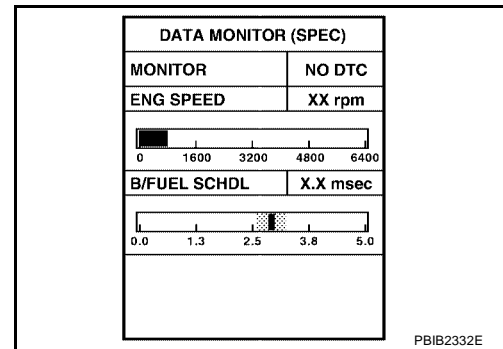 DATA MONITOR (SPEC)
MONITOR NO DTC
ENG SPEED XX rpm
0 1600 3200 4800 6400
B/FUEL SCHDL X.X msec
0.0 1.3 2.5 3.8 5.0
PBIB2332E